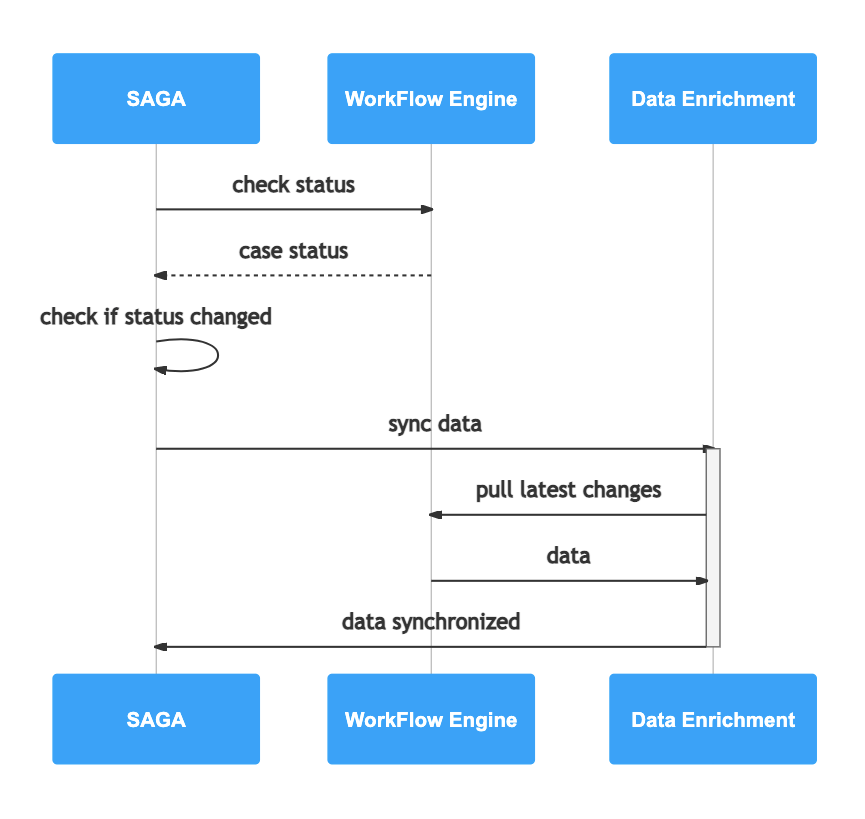 SAGA
WorkFlow Engine
Data Enrichment
check status
case status
check if status changed
sync data
pull latest changes
data
data synchronized
SAGA
WorkFlow Engine
Data Enrichment